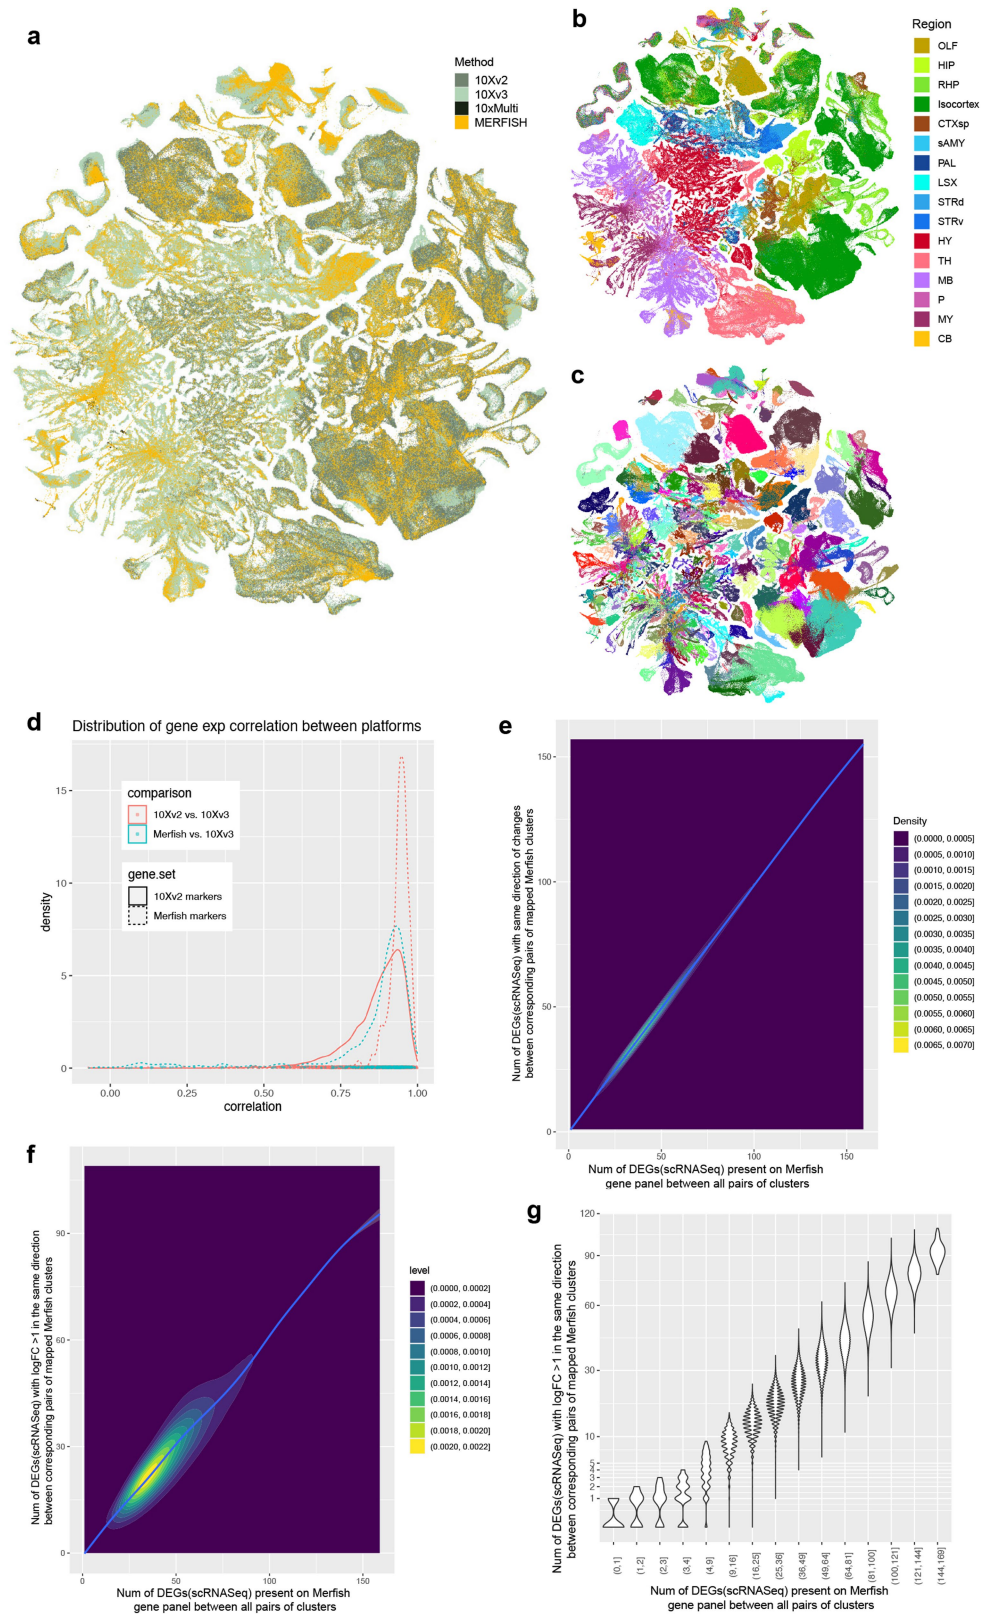 a
Method
10Xv2
10Xv3
10xMulti
MERFISH
b
Region
OLF
HIP
RHP
Isocortex
CTXsp
sAMY
PAL
LSX
STRd
STRv
HY
TH
MB
P
MY
CB
c
d
Distribution of gene exp correlation between platforms
comparison
10Xv2 vs. 10Xv3
Merfish vs. 10Xv3
gene.set
10Xv2 markers
Merfish markers
density
15
10
5
0
0.00 0.25 0.50 0.75 1.00
correlation
e
Num of DEGs(scRNASeq) with same direction of changes
between corresponding pairs of mapped Merfish clusters
150
100
50
0
0 50 100 150
Num of DEGs(scRNASeq) present on Merfish
gene panel between all pairs of clusters
Density
(0.0000, 0.0005]
(0.0005, 0.0010]
(0.0010, 0.0015]
(0.0015, 0.0020]
(0.0020, 0.0025]
(0.0025, 0.0030]
(0.0030, 0.0035]
(0.0035, 0.0040]
(0.0040, 0.0045]
(0.0045, 0.0050]
(0.0050, 0.0055]
(0.0055, 0.0060]
(0.0060, 0.0065]
(0.0065, 0.0070]
f
Num of DEGs(scRNASeq) with logFC >1 in the same direction
between corresponding pairs of mapped Merfish clusters
90
60
30
0
0 50 100 150
Num of DEGs(scRNASeq) present on Merfish
gene panel between all pairs of clusters
level
(0.0000, 0.0002]
(0.0002, 0.0004]
(0.0004, 0.0006]
(0.0006, 0.0008]
(0.0008, 0.0010]
(0.0010, 0.0012]
(0.0012, 0.0014]
(0.0014, 0.0016]
(0.0016, 0.0018]
(0.0018, 0.0020]
(0.0020, 0.0022]
g
Num of DEGs(scRNASeq) with logFC >1 in the same direction
between corresponding pairs of mapped Merfish clusters
120
90
60
30
10
5
4
3
2
1
(0,1]
(1,2]
(2,3]
(3,4]
(4,9]
(9,16]
(16,25]
(25,36]
(36,49]
(49,64]
(64,81]
(81,100]
(100,121]
(121,144]
(144,169]
Num of DEGs(scRNASeq) present on Merfish
gene panel between all pairs of clusters